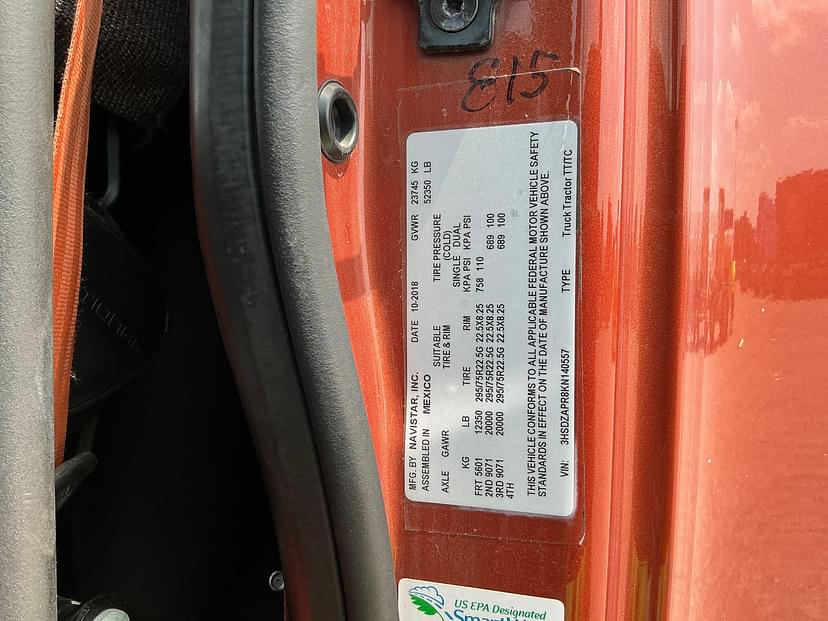 815
MFG. BY NAVISTAR, INC. DATE 10-2018 GVWR 23745 KG
ASSEMBLED IN MEXICO 52350 LB
SUITABLE TIRE PRESSURE
TIRE & RIM (COLD)
AXLE GAWR SINGLE DUAL
KG LB TIRE RIM KPA PSI KPA PSI
FRT 5601 12350 295/75R22.5G 22.5X8.25 758 110
2ND 9071 20000 295/75R22.5G 22.5X8.25 689 100
3RD 9071 20000 295/75R22.5G 22.5X8.25 689 100
4TH
THIS VEHICLE CONFORMS TO ALL APPLICABLE FEDERAL MOTOR VEHICLE SAFETY
STANDARDS IN EFFECT ON THE DATE OF MANUFACTURE SHOWN ABOVE.
VIN: 3HSDZAPR8KN140557 TYPE Truck Tractor TT/TC
US EPA Designated